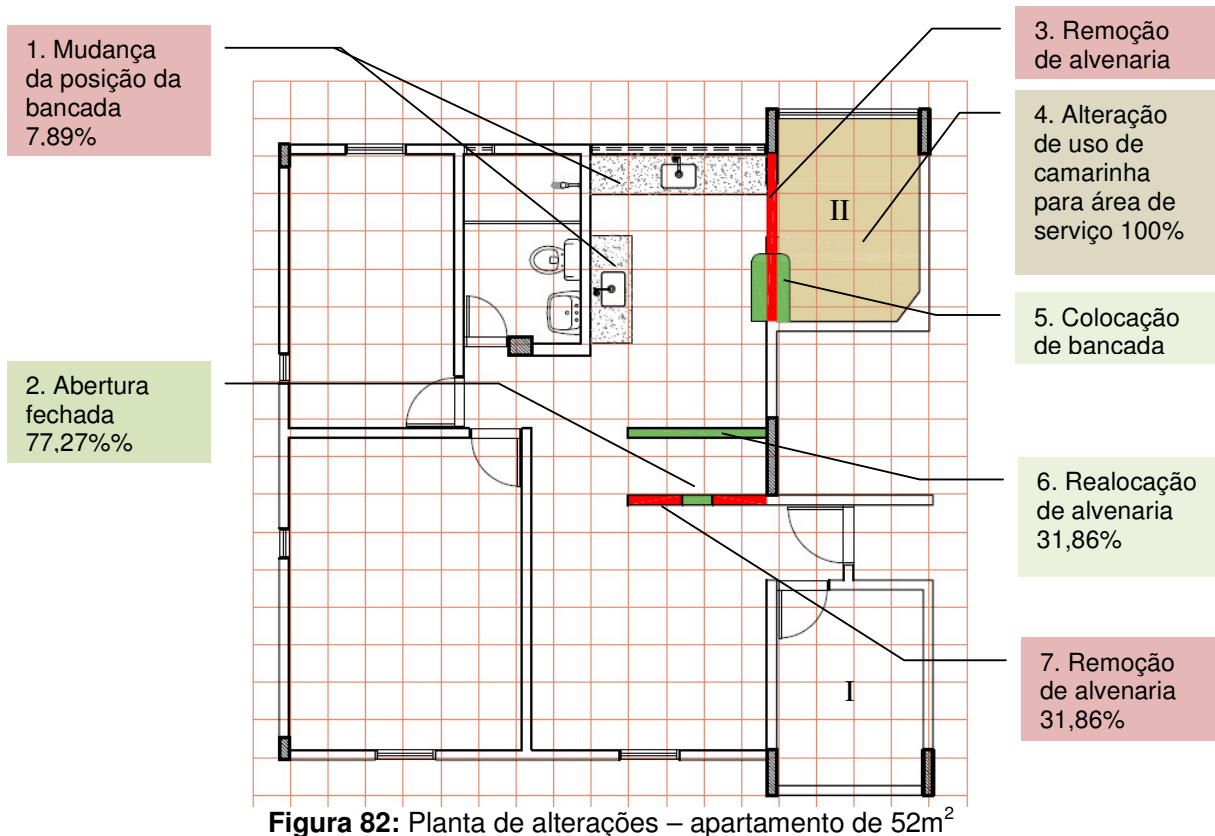 1. Mudança
da posição da
bancada
7,89%
2. Abertura
fechada
77,27%%
3. Remoção
de alvenaria
4. Alteração
de uso de
camarinha
para área de
serviço 100%
5. Colocação
de bancada
6. Realocação
de alvenaria
31,86%
7. Remoção
de alvenaria
31,86%
II
I
Figura 82: Planta de alterações – apartamento de 52m²